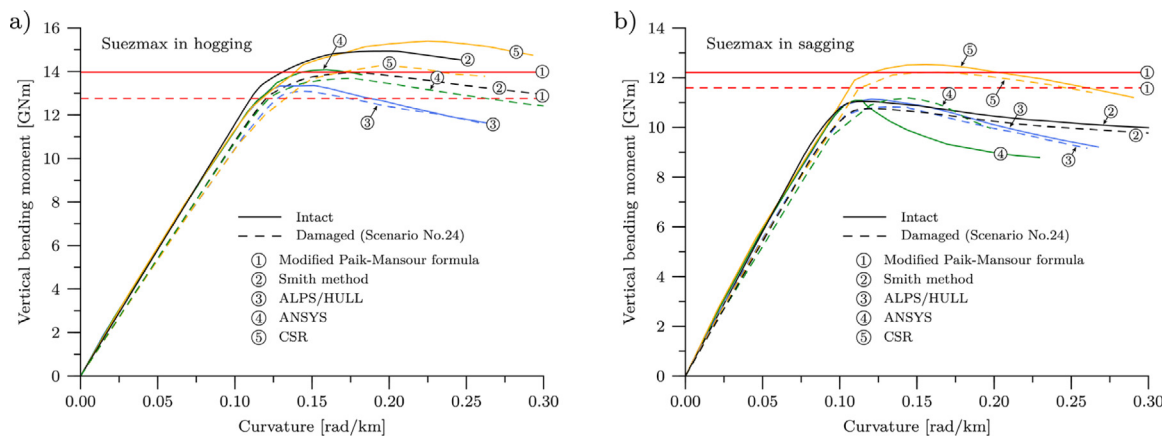 a)
Suezmax in hogging
Vertical bending moment [GNm]
16
14
12
10
8
6
4
2
0
④
⑤
②
⑤
④
①
②
①
③
③
Intact
Damaged (Scenario No.24)
① Modified Paik-Mansour formula
② Smith method
③ ALPS/HULL
④ ANSYS
⑤ CSR
0.00 0.05 0.10 0.15 0.20 0.25 0.30
Curvature [rad/km]
b)
Suezmax in sagging
Vertical bending moment [GNm]
14
12
10
8
6
4
2
0
⑤
①
⑤
①
④
③
②
②
③
④
Intact
Damaged (Scenario No.24)
① Modified Paik-Mansour formula
② Smith method
③ ALPS/HULL
④ ANSYS
⑤ CSR
0.00 0.05 0.10 0.15 0.20 0.25 0.30
Curvature [rad/km]